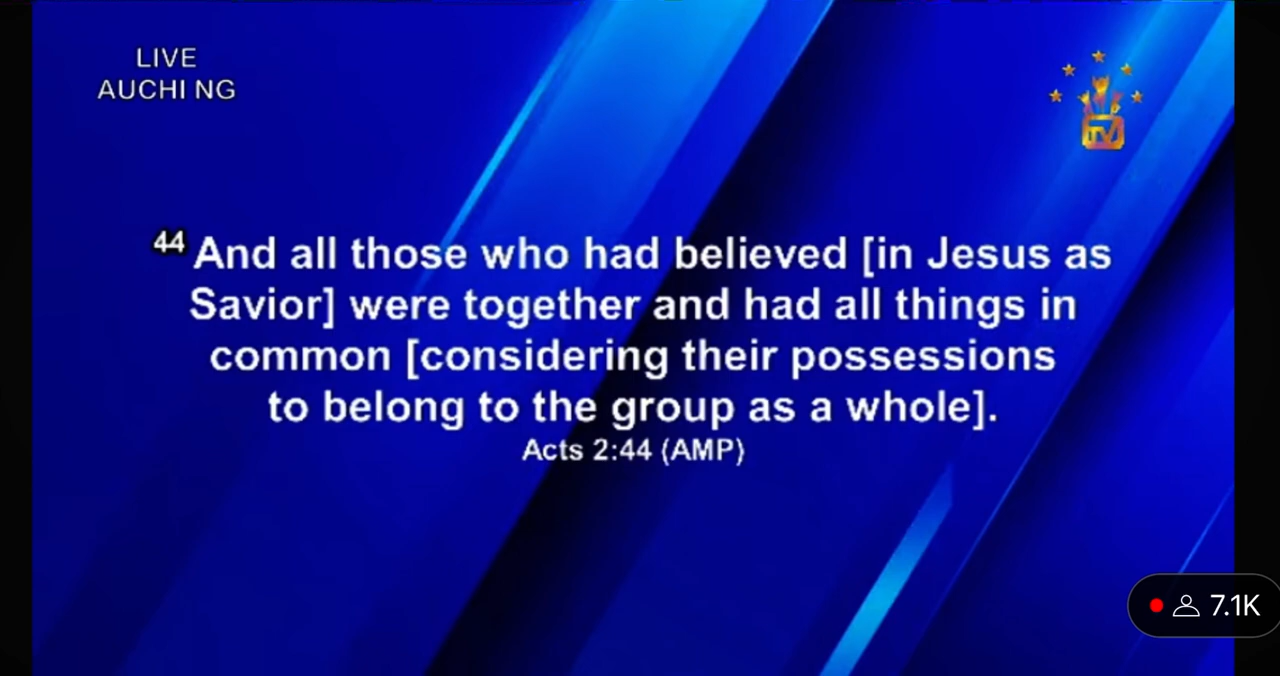 LIVE
AUCHI NG
TV
44 And all those who had believed [in Jesus as
Savior] were together and had all things in
common [considering their possessions
to belong to the group as a whole].
Acts 2:44 (AMP)
7.1K